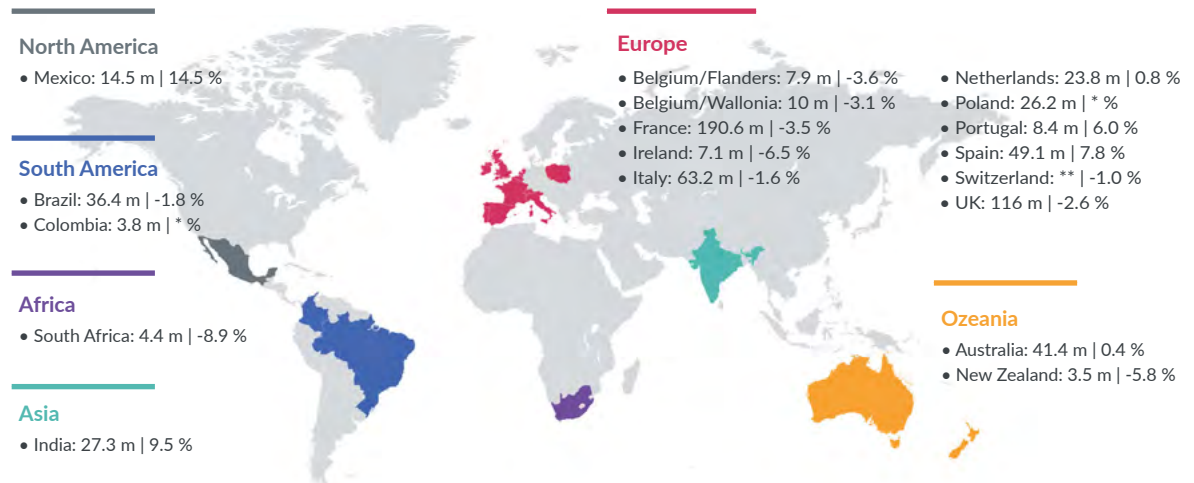 North America
• Mexico: 14.5 m | 14.5 %
South America
• Brazil: 36.4 m | -1.8 %
• Colombia: 3.8 m | * %
Africa
• South Africa: 4.4 m | -8.9 %
Asia
• India: 27.3 m | 9.5 %
Europe
• Belgium/Flanders: 7.9 m | -3.6 %
• Belgium/Wallonia: 10 m | -3.1 %
• France: 190.6 m | -3.5 %
• Ireland: 7.1 m | -6.5 %
• Italy: 63.2 m | -1.6 %
• Netherlands: 23.8 m | 0.8 %
• Poland: 26.2 m | * %
• Portugal: 8.4 m | 6.0 %
• Spain: 49.1 m | 7.8 %
• Switzerland: ** | -1.0 %
• UK: 116 m | -2.6 %
Ozeania
• Australia: 41.4 m | 0.4 %
• New Zealand: 3.5 m | -5.8 %